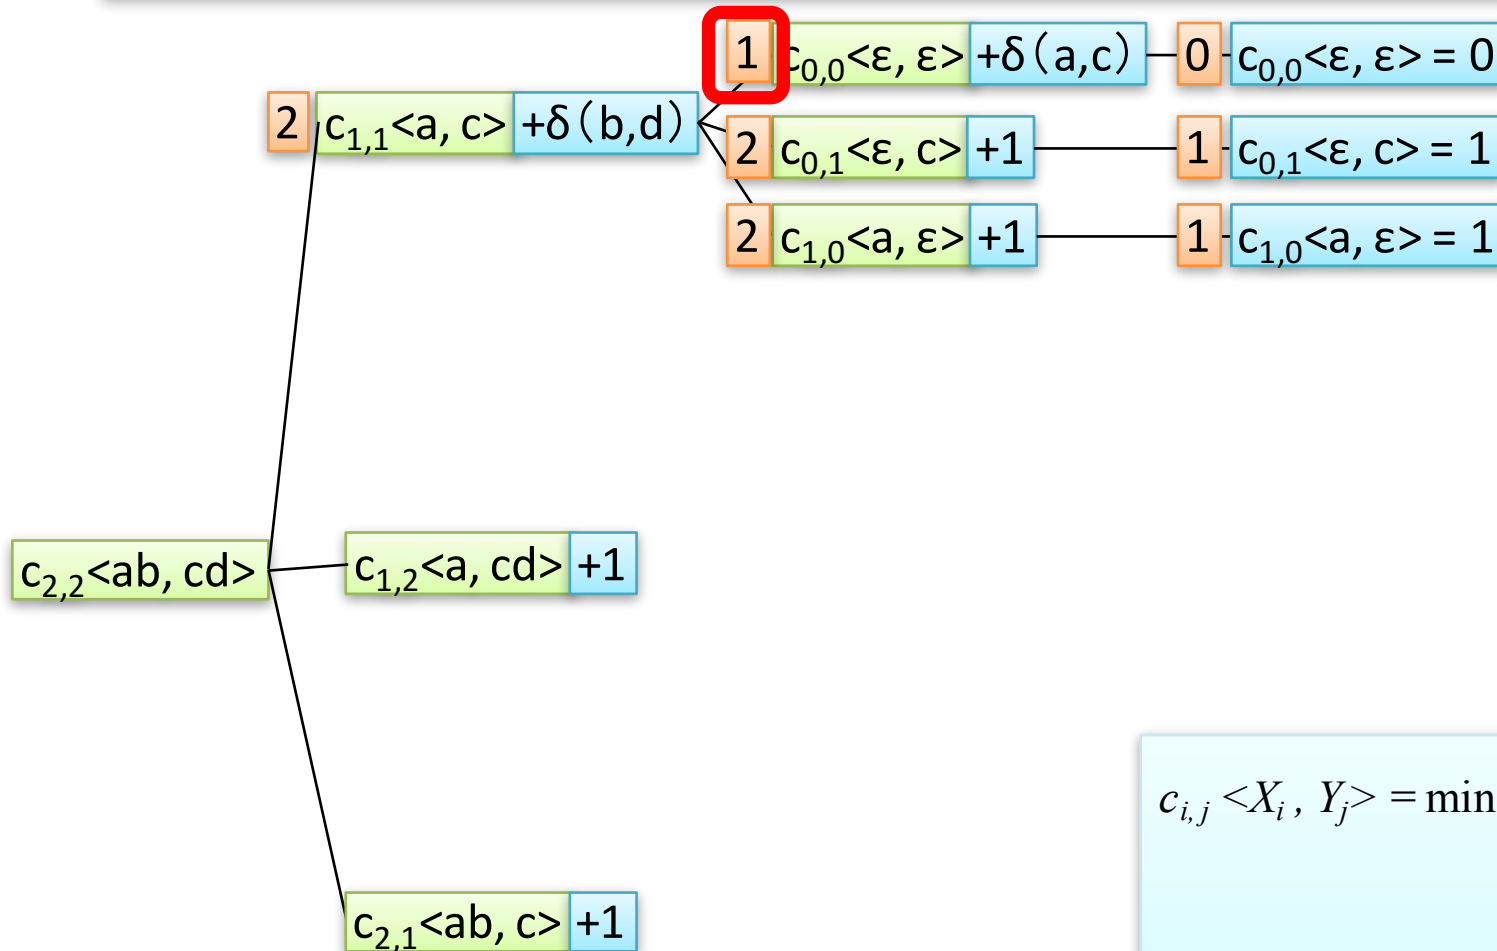 1 c0,0<ε, ε> +δ(a,c) 0 c0,0<ε, ε> = 0
2 c1,1<a, c> +δ(b,d)
2 c0,1<ε, c> +1 1 c0,1<ε, c> = 1
2 c1,0<a, ε> +1 1 c1,0<a, ε> = 1
c2,2<ab, cd> c1,2<a, cd> +1
ci,j <Xi , Yj> = min
c2,1<ab, c> +1